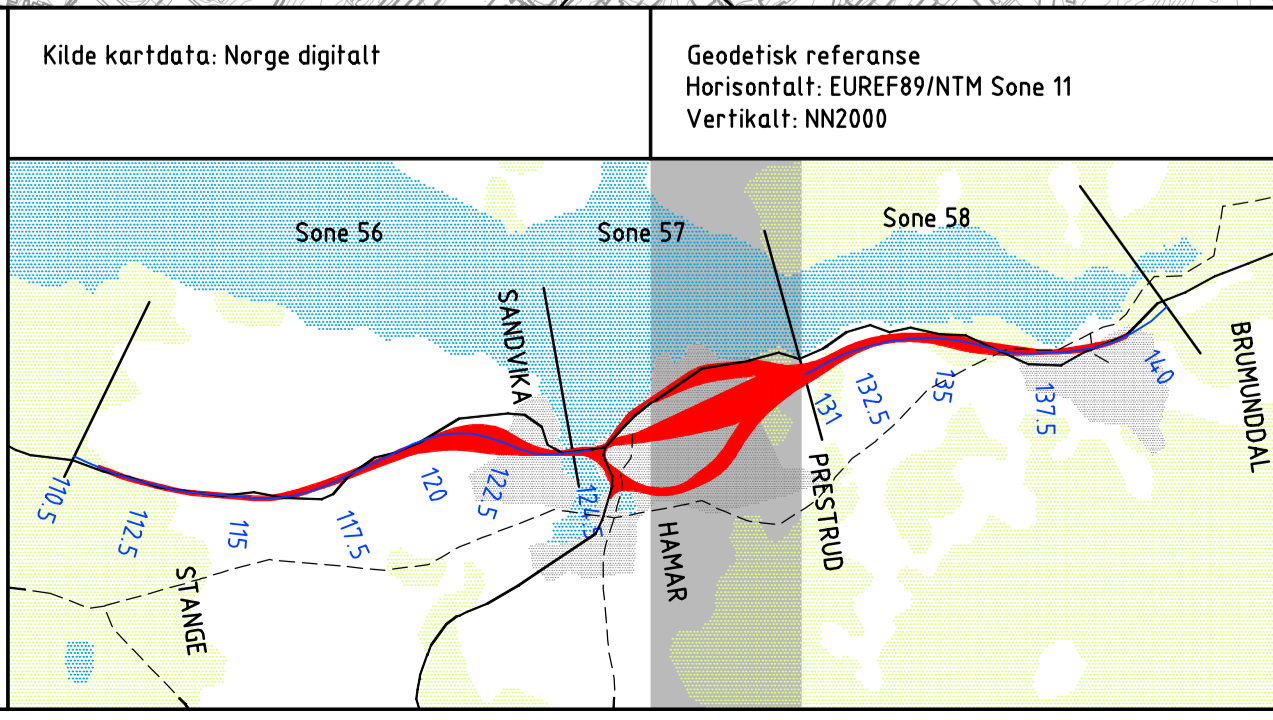 Kilde kartdata: Norge digitalt
Geodetisk referanse
Horisontalt: EUREF89/NTM Sone 11
Vertikalt: NN2000
Sone 56
Sone 57
Sone 58
SANDVIKA
BRUMUNDDAL
110.5
112.5
115
117.5
120
122.5
124.5
131
132.5
135
137.5
140
STANGE
HAMAR
PRESTRUD